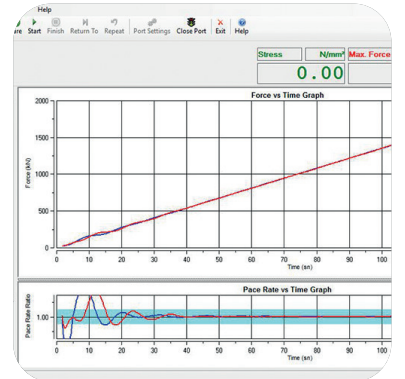 Help
Start Finish Return To Repeat Port Settings Close Port Exit Help
Stress N/mm² Max. Force
0.00
Force vs Time Graph
Force (kN)
2000
1500
1000
500
0
0 10 20 30 40 50 60 70 80 90 100
Time (sn)
Pace Rate vs Time Graph
Pace Rate Ratio
1.00
0 10 20 30 40 50 60 70 80 90 100
Time (sn)